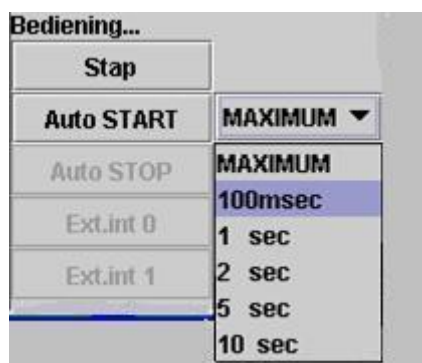 Bediening...
Stap
Auto START
MAXIMUM
Auto STOP
MAXIMUM
100msec
Ext.int 0
1 sec
Ext.int 1
2 sec
5 sec
10 sec